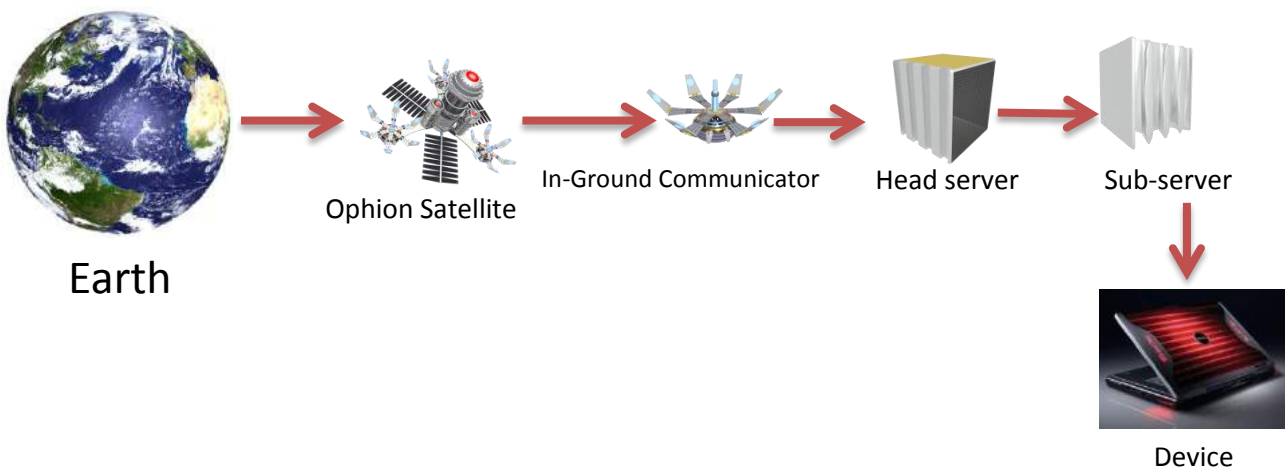 Earth
Ophion Satellite
In-Ground Communicator
Head server
Sub-server
Device